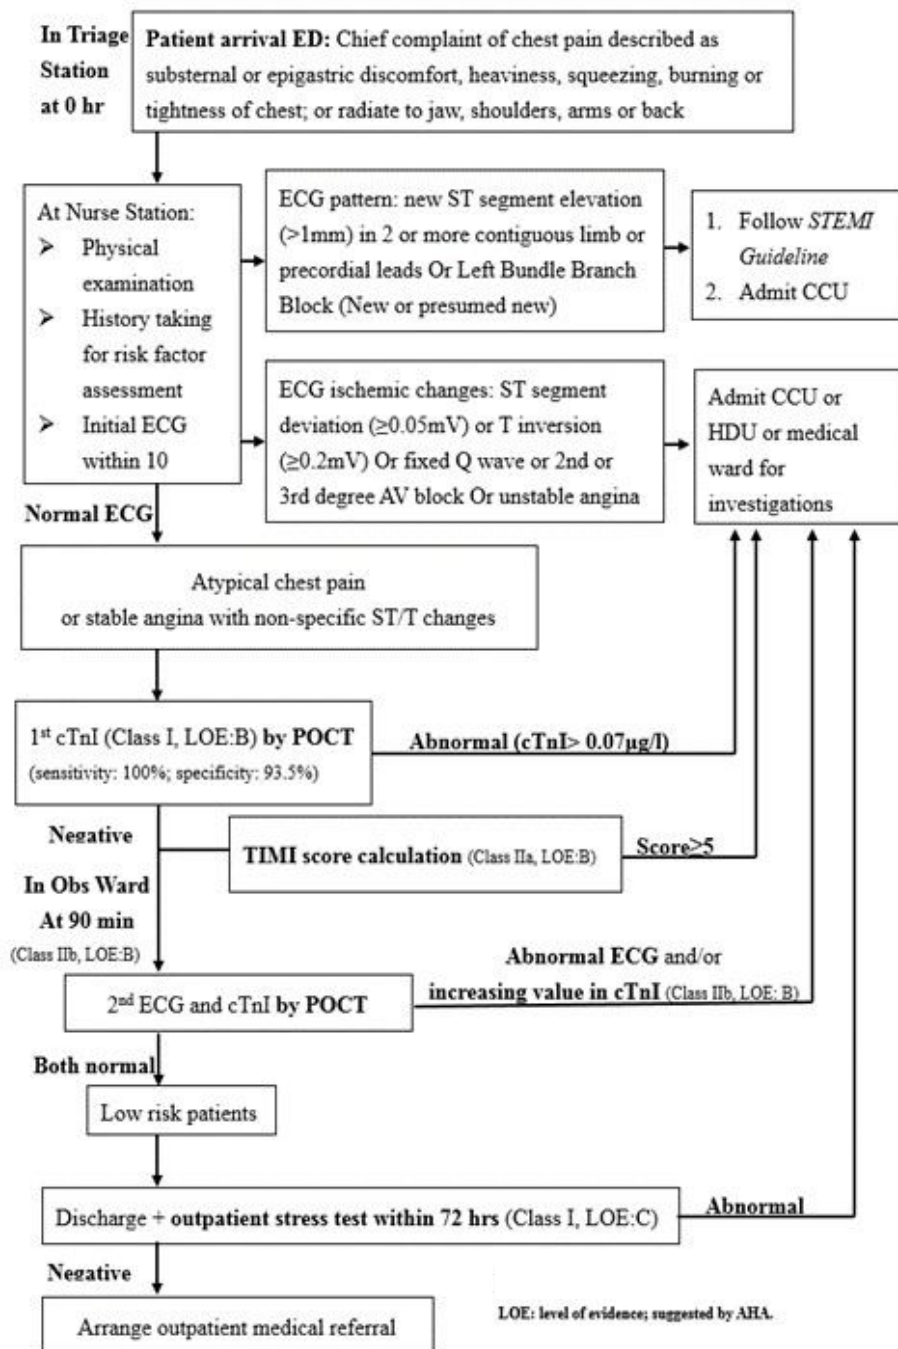 In Triage
Station
at 0 hr
Patient arrival ED: Chief complaint of chest pain described as
substernal or epigastric discomfort, heaviness, squeezing, burning or
tightness of chest; or radiate to jaw, shoulders, arms or back
At Nurse Station:
➢ Physical
examination
➢ History taking
for risk factor
assessment
➢ Initial ECG
within 10
ECG pattern: new ST segment elevation
(>1mm) in 2 or more contiguous limb or
precordial leads Or Left Bundle Branch
Block (New or presumed new)
1. Follow STEMI
Guideline
2. Admit CCU
ECG ischemic changes: ST segment
deviation (≥0.05mV) or T inversion
(≥0.2mV) Or fixed Q wave or 2nd or
3rd degree AV block Or unstable angina
Admit CCU or
HDU or medical
ward for
investigations
Normal ECG
Atypical chest pain
or stable angina with non-specific ST/T changes
1st cTnI (Class I, LOE:B) by POCT
(sensitivity: 100%; specificity: 93.5%)
Abnormal (cTnI> 0.07µg/l)
Negative
TIMI score calculation (Class IIa, LOE:B)
Score≥5
In Obs Ward
At 90 min
(Class IIb, LOE:B)
2nd ECG and cTnI by POCT
Abnormal ECG and/or
increasing value in cTnI (Class IIb, LOE: B)
Both normal
Low risk patients
Discharge + outpatient stress test within 72 hrs (Class I, LOE:C)
Abnormal
Negative
Arrange outpatient medical referral
LOE: level of evidence; suggested by AHA.